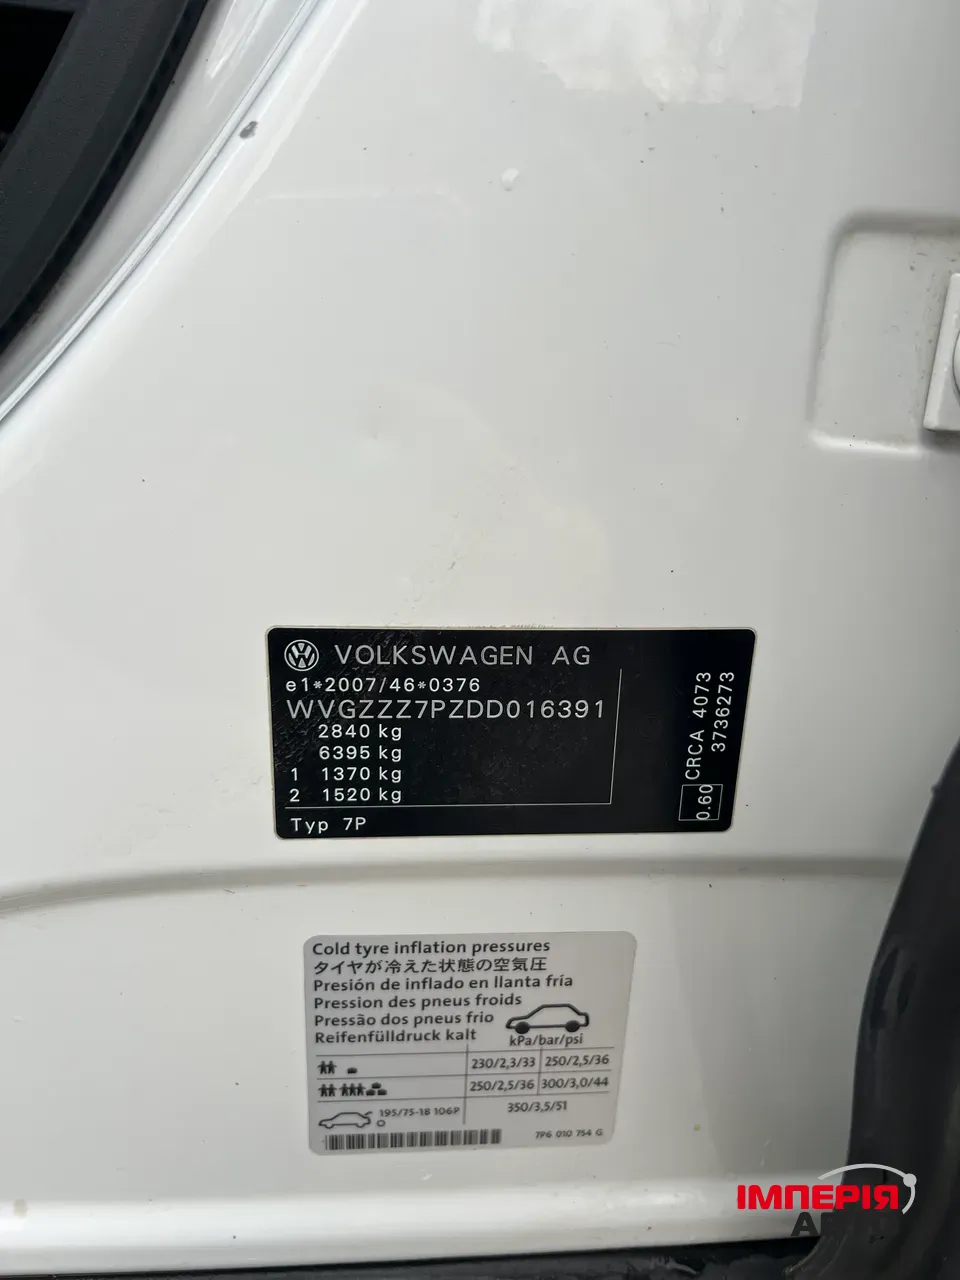 VOLKSWAGEN AG
e1*2007/46*0376
WVGZZZ7PZDD016391
2840 kg
6395 kg
1 1370 kg
2 1520 kg
Typ 7P
0.60 CRCA 4073
3736273
Cold tyre inflation pressures
タイヤが冷えた状態の空気圧
Presión de inflado en llanta fría
Pression des pneus froids
Pressão dos pneus frio
Reifenfülldruck kalt
kPa/bar/psi
230/2,3/33 250/2,5/36
250/2,5/36 300/3,0/44
195/75-18 106P 350/3,5/51
7P6 010 754 G
ІМПЕРІЯ